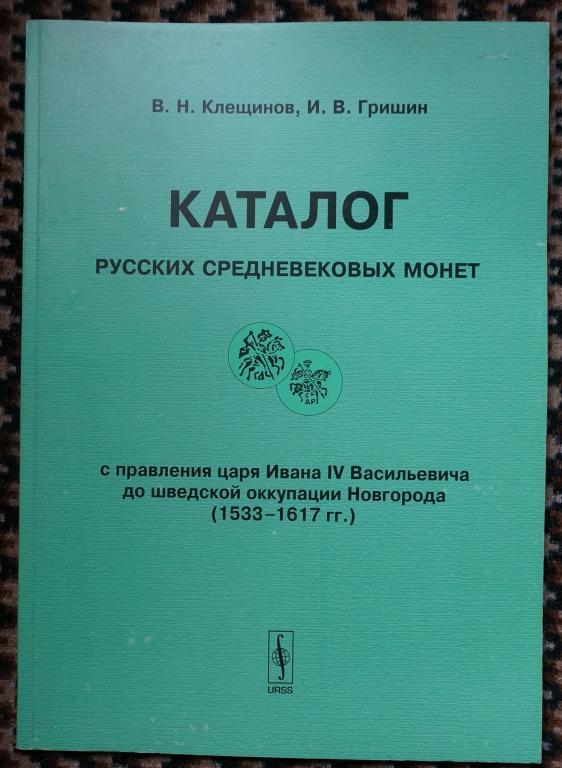 В. Н. Клещинов, И. В. Гришин
КАТАЛОГ
РУССКИХ СРЕДНЕВЕКОВЫХ МОНЕТ
с правления царя Ивана IV Васильевича
до шведской оккупации Новгорода
(1533–1617 гг.)
URSS